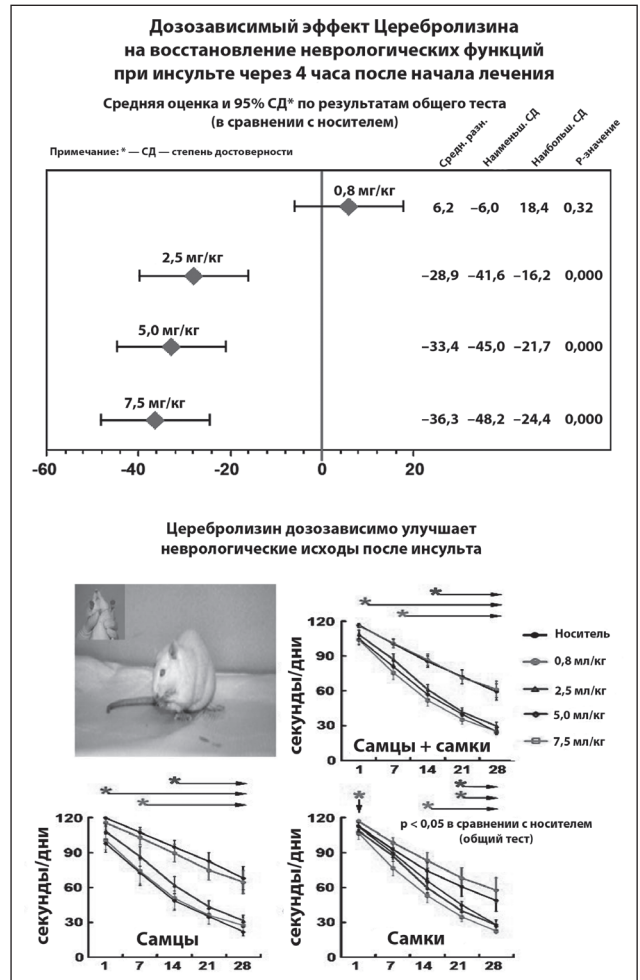 Дозозависимый эффект Церебролизина
на восстановление неврологических функций
при инсульте через 4 часа после начала лечения
Средняя оценка и 95% СД* по результатам общего теста
(в сравнении с носителем)
Примечание: * — СД — степень достоверности
Средн. разн. Наименьш. СД Наибольш. СД Р-значение
0,8 мг/кг 6,2 –6,0 18,4 0,32
2,5 мг/кг –28,9 –41,6 –16,2 0,000
5,0 мг/кг –33,4 –45,0 –21,7 0,000
7,5 мг/кг –36,3 –48,2 –24,4 0,000
-60 -40 -20 0 20
Церебролизин дозозависимо улучшает
неврологические исходы после инсульта
секунды/дни
120
90
60
30
1 7 14 21 28
Самцы + самки
Носитель
0,8 мл/кг
2,5 мл/кг
5,0 мл/кг
7,5 мл/кг
секунды/дни
120
90
60
30
0
1 7 14 21 28
Самцы
секунды/дни
120
90
60
30
0
1 7 14 21 28
Самки
p < 0,05 в сравнении с носителем
(общий тест)